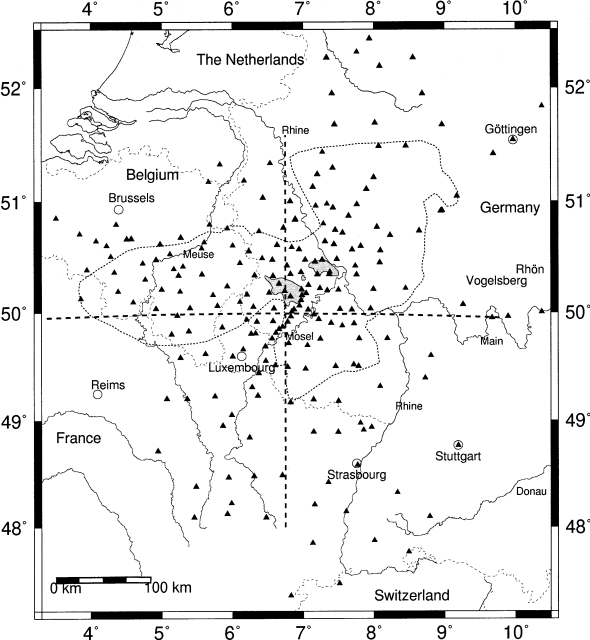 4° 5° 6° 7° 8° 9° 10°
The Netherlands
52° 52°
Rhine
Göttingen
Belgium
Brussels
51° 51°
Germany
Meuse
Rhön
Vogelsberg
50° 50°
Mosel
Main
Luxembourg
Reims
Rhine
49° 49°
France
Stuttgart
Strasbourg
Donau
48° 48°
0 km 100 km
Switzerland
4° 5° 6° 7° 8° 9° 10°